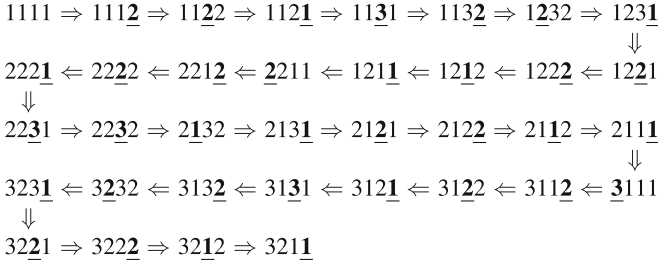 1111 ⇒ 1112 ⇒ 1122 ⇒ 1121 ⇒ 1131 ⇒ 1132 ⇒ 1232 ⇒ 1231
⇓
2221 ⇐ 2222 ⇐ 2212 ⇐ 2211 ⇐ 1211 ⇐ 1212 ⇐ 1222 ⇐ 1221
⇓
2231 ⇒ 2232 ⇒ 2132 ⇒ 2131 ⇒ 2121 ⇒ 2122 ⇒ 2112 ⇒ 2111
⇓
3231 ⇐ 3232 ⇐ 3132 ⇐ 3131 ⇐ 3121 ⇐ 3122 ⇐ 3112 ⇐ 3111
⇓
3221 ⇒ 3222 ⇒ 3212 ⇒ 3211